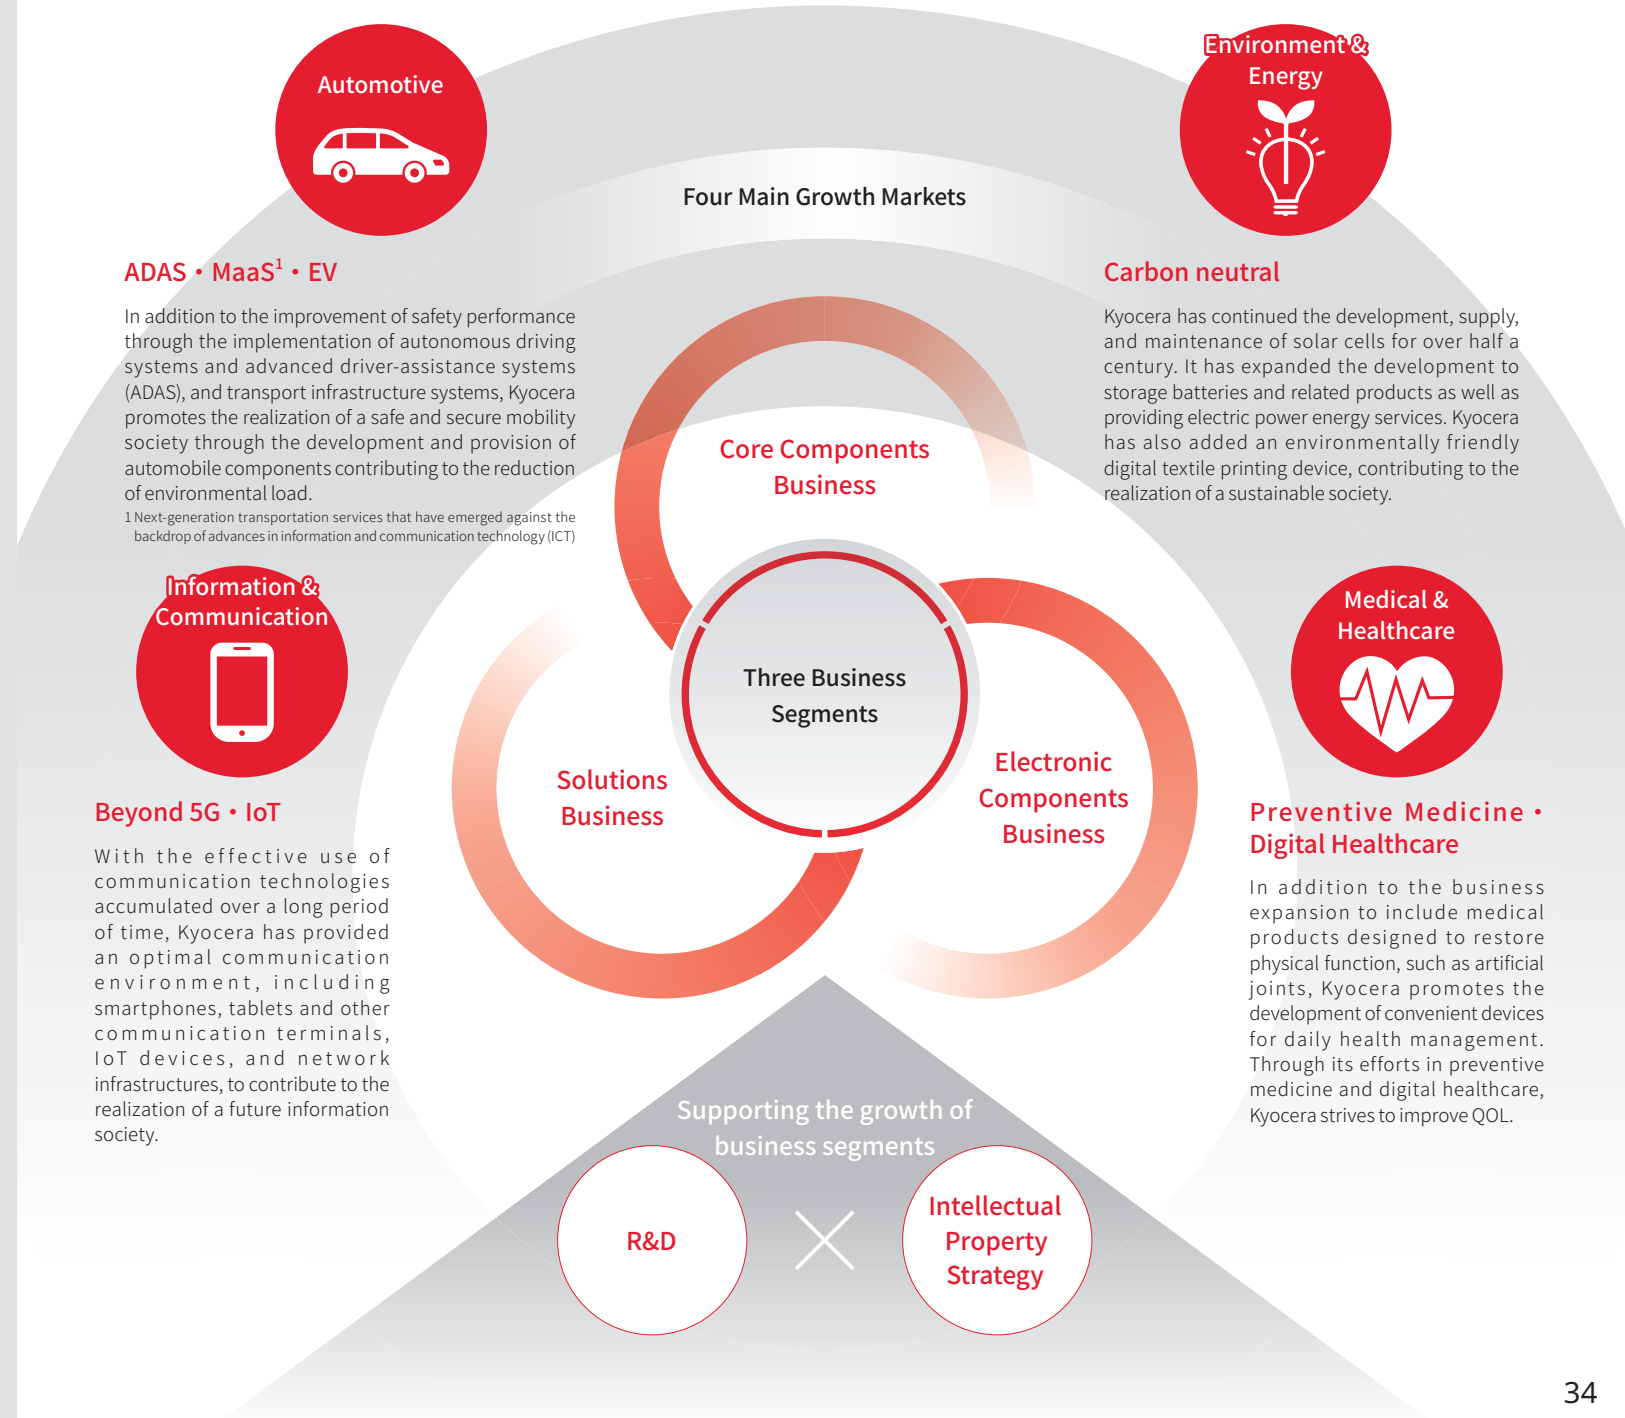 Automotive
ADAS・MaaS1・EV
In addition to the improvement of safety performance
through the implementation of autonomous driving
systems and advanced driver-assistance systems
(ADAS), and transport infrastructure systems, Kyocera
promotes the realization of a safe and secure mobility
society through the development and provision of
automobile components contributing to the reduction
of environmental load.
1 Next-generation transportation services that have emerged against the
backdrop of advances in information and communication technology (ICT)
Four Main Growth Markets
Environment &
Energy
Carbon neutral
Kyocera has continued the development, supply,
and maintenance of solar cells for over half a
century. It has expanded the development to
storage batteries and related products as well as
providing electric power energy services. Kyocera
has also added an environmentally friendly
digital textile printing device, contributing to the
realization of a sustainable society.
Core Components
Business
Three Business
Segments
Solutions
Business
Electronic
Components
Business
Information &
Communication
Beyond 5G・IoT
With the effective use of
communication technologies
accumulated over a long period
of time, Kyocera has provided
an optimal communication
environment, including
smartphones, tablets and other
communication terminals,
IoT devices, and network
infrastructures, to contribute to the
realization of a future information
society.
Medical &
Healthcare
Preventive Medicine・
Digital Healthcare
In addition to the business
expansion to include medical
products designed to restore
physical function, such as artificial
joints, Kyocera promotes the
development of convenient devices
for daily health management.
Through its efforts in preventive
medicine and digital healthcare,
Kyocera strives to improve QOL.
Supporting the growth of
business segments
R&D
Intellectual
Property
Strategy
34